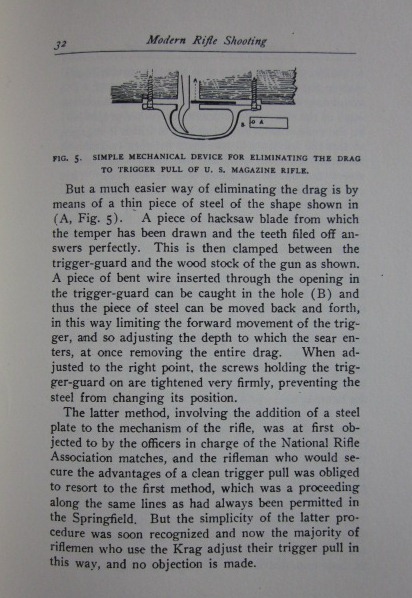 32
Modern Rifle Shooting
B. O A
FIG. 5. SIMPLE MECHANICAL DEVICE FOR ELIMINATING THE DRAG
TO TRIGGER PULL OF U. S. MAGAZINE RIFLE.
But a much easier way of eliminating the drag is by
means of a thin piece of steel of the shape shown in
(A, Fig. 5). A piece of hacksaw blade from which
the temper has been drawn and the teeth filed off an-
swers perfectly. This is then clamped between the
trigger-guard and the wood stock of the gun as shown.
A piece of bent wire inserted through the opening in
the trigger-guard can be caught in the hole (B) and
thus the piece of steel can be moved back and forth,
in this way limiting the forward movement of the trig-
ger, and so adjusting the depth to which the sear en-
ters, at once removing the entire drag. When ad-
justed to the right point, the screws holding the trig-
ger-guard on are tightened very firmly, preventing the
steel from changing its position.
The latter method, involving the addition of a steel
plate to the mechanism of the rifle, was at first ob-
jected to by the officers in charge of the National Rifle
Association matches, and the rifleman who would se-
cure the advantages of a clean trigger pull was obliged
to resort to the first method, which was a proceeding
along the same lines as had always been permitted in
the Springfield. But the simplicity of the latter pro-
cedure was soon recognized and now the majority of
riflemen who use the Krag adjust their trigger pull in
this way, and no objection is made.